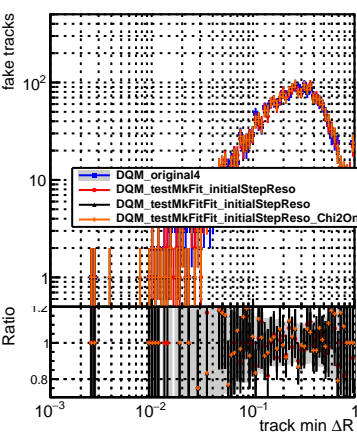 fake tracks
10²
10
1
DQM_original4
DQM_testMkFit_initialStepReso
DQM_testMkFitFit_initialStepReso
DQM_testMkFitFit_initialStepReso_Chi2On
Ratio
1.2
1
0.8
10⁻³ 10⁻² 10⁻¹ 1
track min ΔR